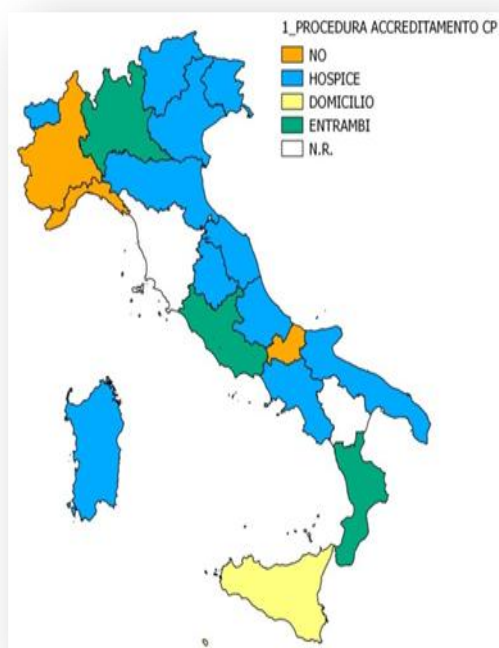 1_PROCEDURA ACCREDITAMENTO CP
NO
HOSPICE
DOMICILIO
ENTRAMBI
N.R.